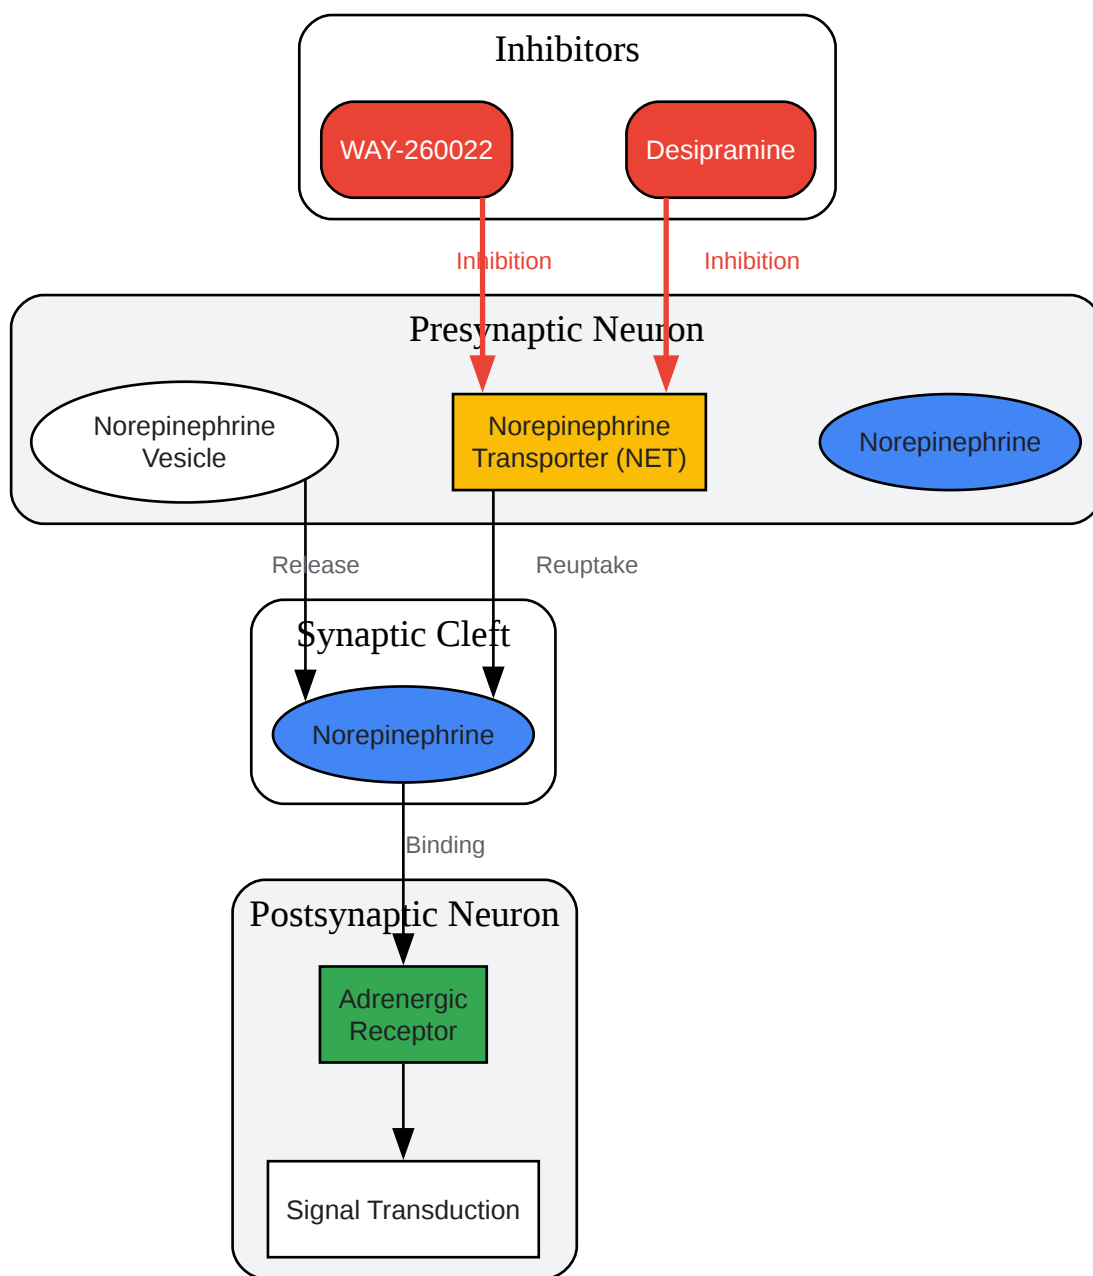 Inhibitors
WAY-260022
Desipramine
Inhibition
Inhibition
Presynaptic Neuron
Norepinephrine
Vesicle
Norepinephrine
Transporter (NET)
Norepinephrine
Release
Reuptake
Synaptic Cleft
Norepinephrine
Binding
Postsynaptic Neuron
Adrenergic
Receptor
Signal Transduction